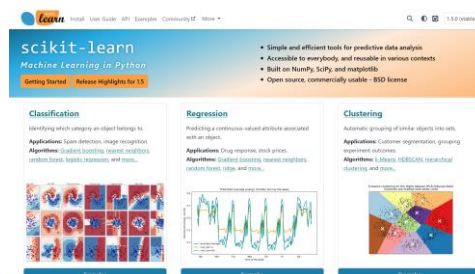 learn Install User Guide API Examples Community More 1.5.0 (stable)
scikit-learn
Machine Learning in Python
Getting Started Release Highlights for 1.5
Simple and efficient tools for predictive data analysis
Accessible to everybody, and reusable in various contexts
Built on NumPy, SciPy, and matplotlib
Open source, commercially usable - BSD license
Classification
Identifying which category an object belongs to.
Applications: Spam detection, image recognition.
Algorithms: Gradient boosting, nearest neighbors,
random forest, logistic regression, and more...
Regression
Predicting a continuous-valued attribute associated
with an object.
Applications: Drug response, stock prices.
Algorithms: Gradient boosting, nearest neighbors,
random forest, ridge, and more...
Clustering
Automatic grouping of similar objects into sets.
Applications: Customer segmentation, grouping
experiment outcomes.
Algorithms: k-Means, HDBSCAN, hierarchical
clustering, and more...